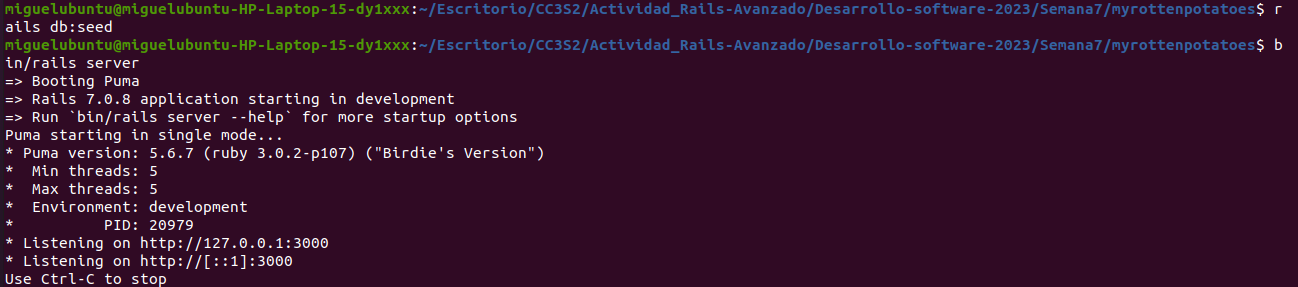 miguelubuntu@miguelubuntu-HP-Laptop-15-dy1xxx:~/Escritorio/CC3S2/Actividad_Rails-Avanzado/Desarrollo-software-2023/Semana7/myrottenpotatoes$ r
ails db:seed
miguelubuntu@miguelubuntu-HP-Laptop-15-dy1xxx:~/Escritorio/CC3S2/Actividad_Rails-Avanzado/Desarrollo-software-2023/Semana7/myrottenpotatoes$ b
in/rails server
=> Booting Puma
=> Rails 7.0.8 application starting in development
=> Run `bin/rails server --help` for more startup options
Puma starting in single mode...
* Puma version: 5.6.7 (ruby 3.0.2-p107) ("Birdie's Version")
*  Min threads: 5
*  Max threads: 5
*  Environment: development
*          PID: 20979
* Listening on http://127.0.0.1:3000
* Listening on http://[::1]:3000
Use Ctrl-C to stop